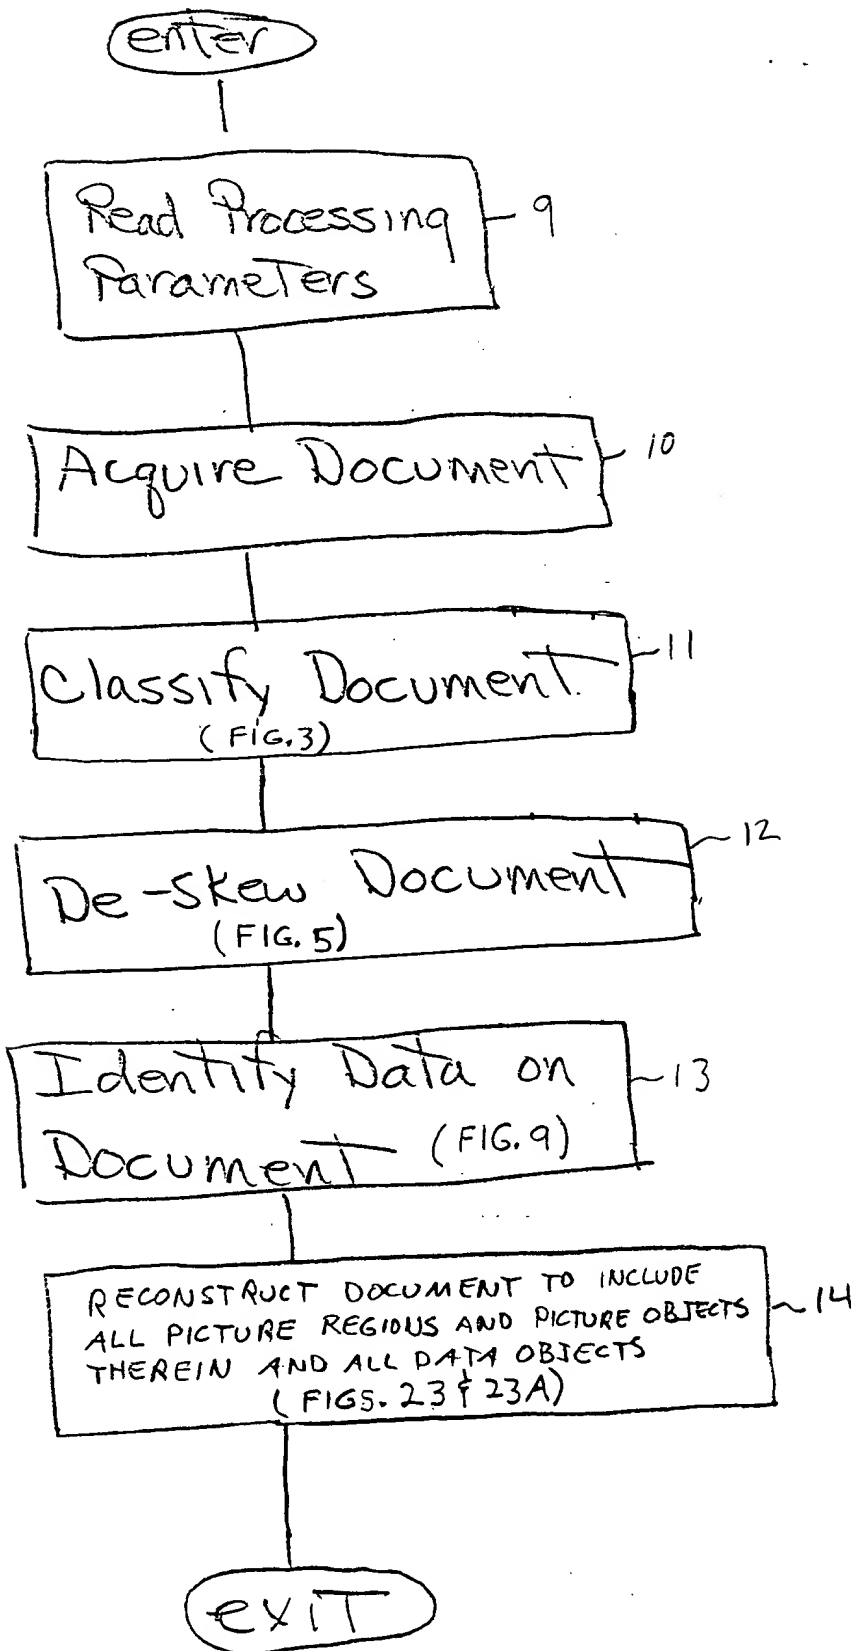 enter
Read Processing
Parameters
9
Acquire Document
10
Classify Document
(FIG.3)
11
De-Skew Document
(FIG. 5)
12
Identify Data on
Document (FIG. 9)
13
RECONSTRUCT DOCUMENT TO INCLUDE
ALL PICTURE REGIONS AND PICTURE OBJECTS
THEREIN AND ALL DATA OBJECTS
(FIGS. 23 & 23A)
14
exit